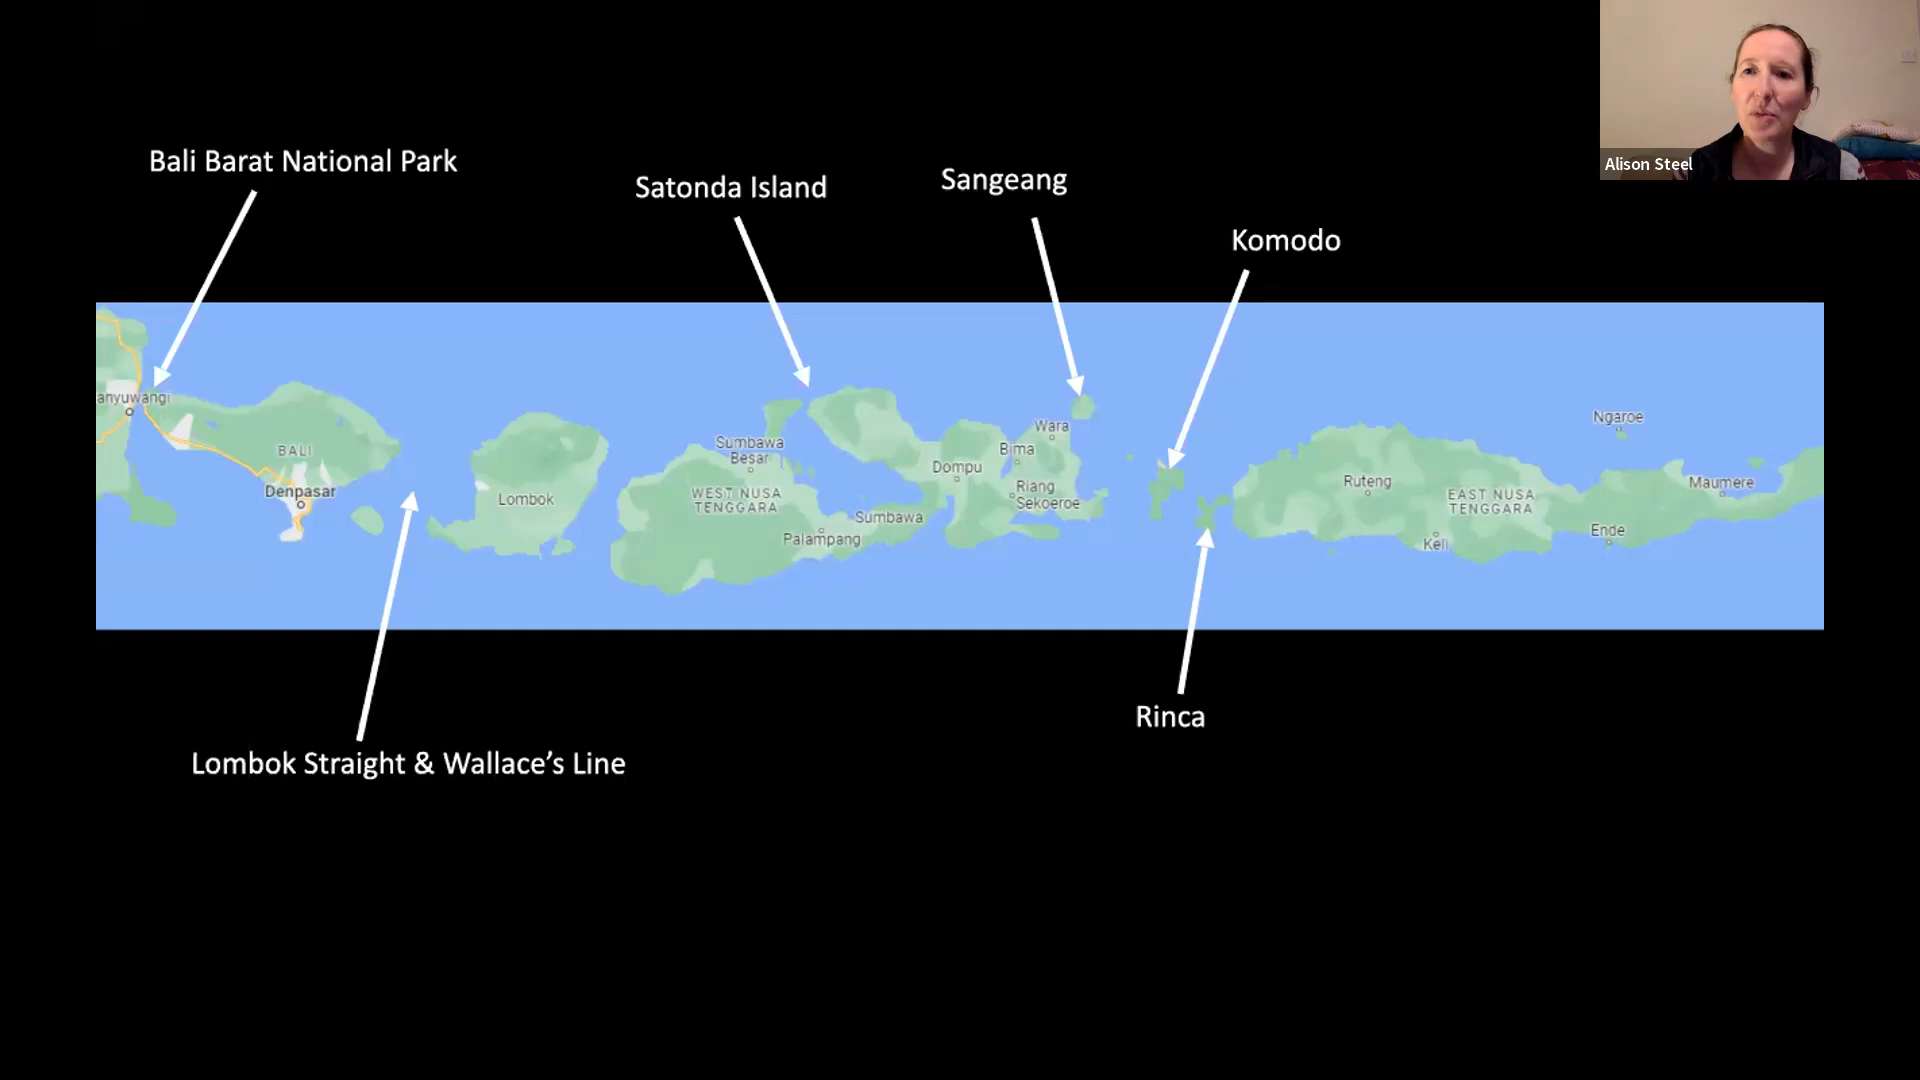 Alison Steel
Bali Barat National Park
Satonda Island
Sangeang
Komodo
anyuwangi
BALI
Denpasar
Lombok
Sumbawa
Besar
WEST NUSA
TENGGARA
Palampang
Sumbawa
Dompu
Bima
Wara
Riang
Sekoeroe
Ruteng
EAST NUSA
TENGGARA
Keli
Ende
Ngaroe
Maumere
Rinca
Lombok Straight & Wallace’s Line